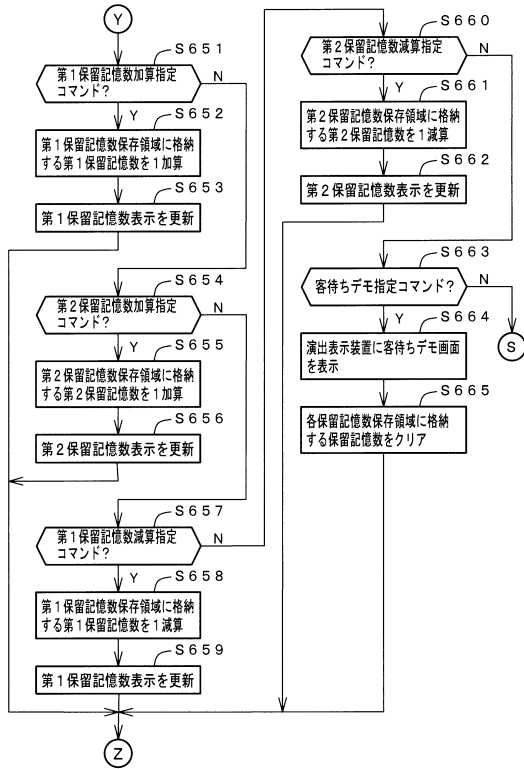 Y
S651
第1保留記憶数加算指定
コマンド?
N
Y
S652
第1保留記憶数保存領域に格納
する第1保留記憶数を1加算
S653
第1保留記憶数表示を更新
S654
第2保留記憶数加算指定
コマンド?
N
Y
S655
第2保留記憶数保存領域に格納
する第2保留記憶数を1加算
S656
第2保留記憶数表示を更新
S657
第1保留記憶数減算指定
コマンド?
N
Y
S658
第1保留記憶数保存領域に格納
する第1保留記憶数を1減算
S659
第1保留記憶数表示を更新
Z
S660
第2保留記憶数減算指定
コマンド?
N
Y
S661
第2保留記憶数保存領域に格納
する第2保留記憶数を1減算
S662
第2保留記憶数表示を更新
S663
客待ちデモ指定コマンド?
N
Y
S664
演出表示装置に客待ちデモ画面
を表示
S
S665
各保留記憶数保存領域に格納
する保留記憶数をクリア